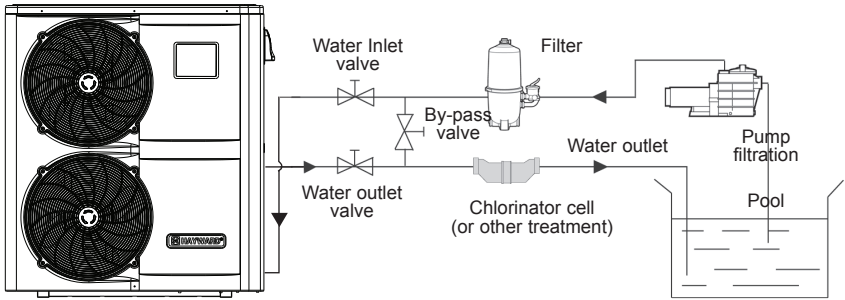 Water Inlet
valve
Filter
By-pass
valve
Pump
filtration
Water outlet
Water outlet
valve
Chlorinator cell
(or other treatment)
Pool
HAYWARD